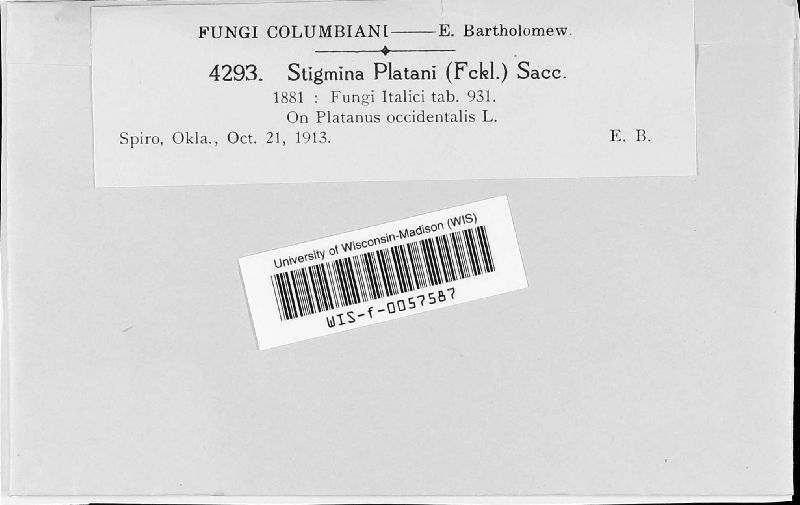 FUNGI COLUMBIANI——E. Bartholomew.
4293. Stigmina Platani (Fckl.) Sacc.
1881 : Fungi Italici tab. 931.
On Platanus occidentalis L.
Spiro, Okla., Oct. 21, 1913. E. B.
University of Wisconsin-Madison (WIS)
WIS-f-0057587